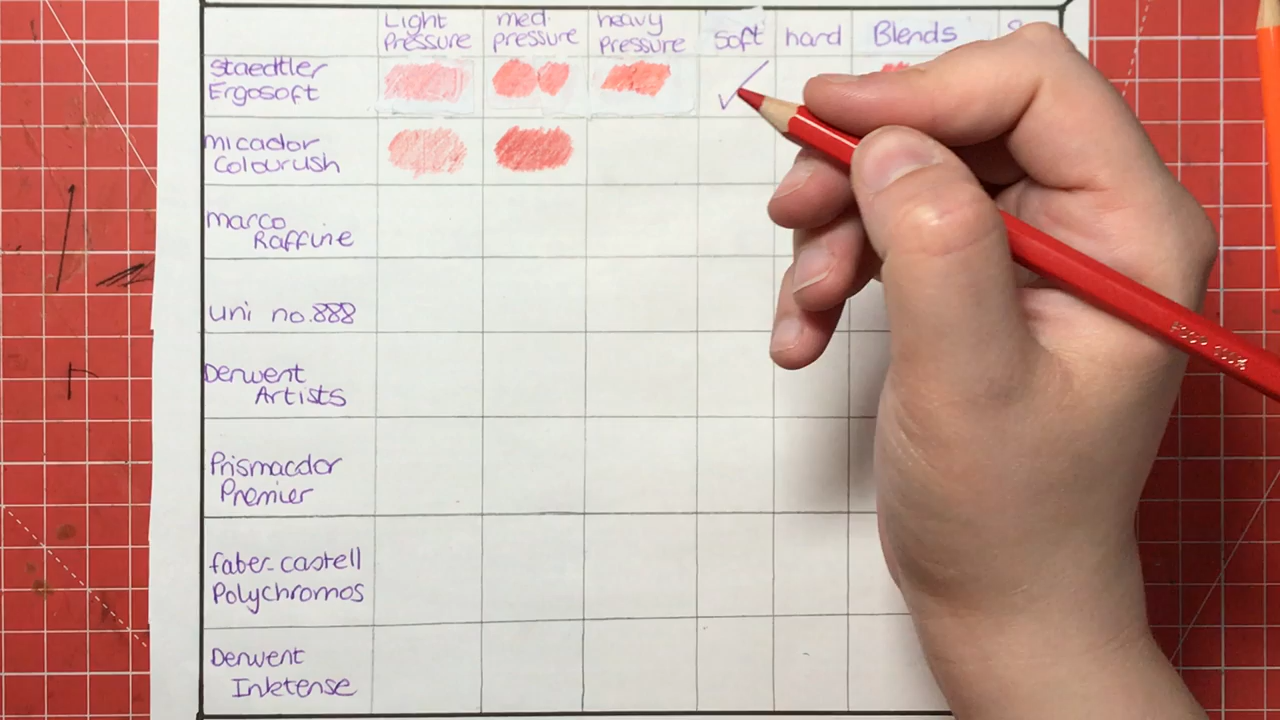 Light
Pressure
med.
pressure
heavy
Pressure
soft
hard
Blends
staedtler
Ergosoft
micador
Colourush
marco
Raffine
uni no.888
Derwent
Artists
Prismacolor
Premier
faber-castell
Polychromos
Derwent
Inktense